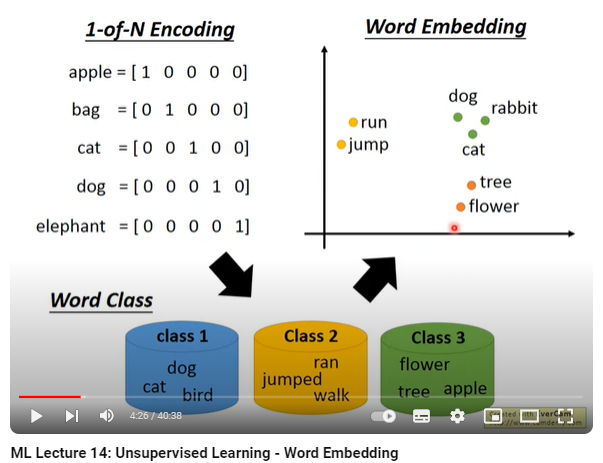 1-of-N Encoding
apple = [ 1 0 0 0 0]
bag = [ 0 1 0 0 0]
cat = [ 0 0 1 0 0]
dog = [ 0 0 0 1 0]
elephant = [ 0 0 0 0 1]
Word Embedding
dog
rabbit
run
jump
cat
tree
flower
Word Class
class 1
dog
cat
bird
Class 2
ran
jumped
walk
Class 3
flower
tree apple
4:26 / 40:38
ML Lecture 14: Unsupervised Learning - Word Embedding